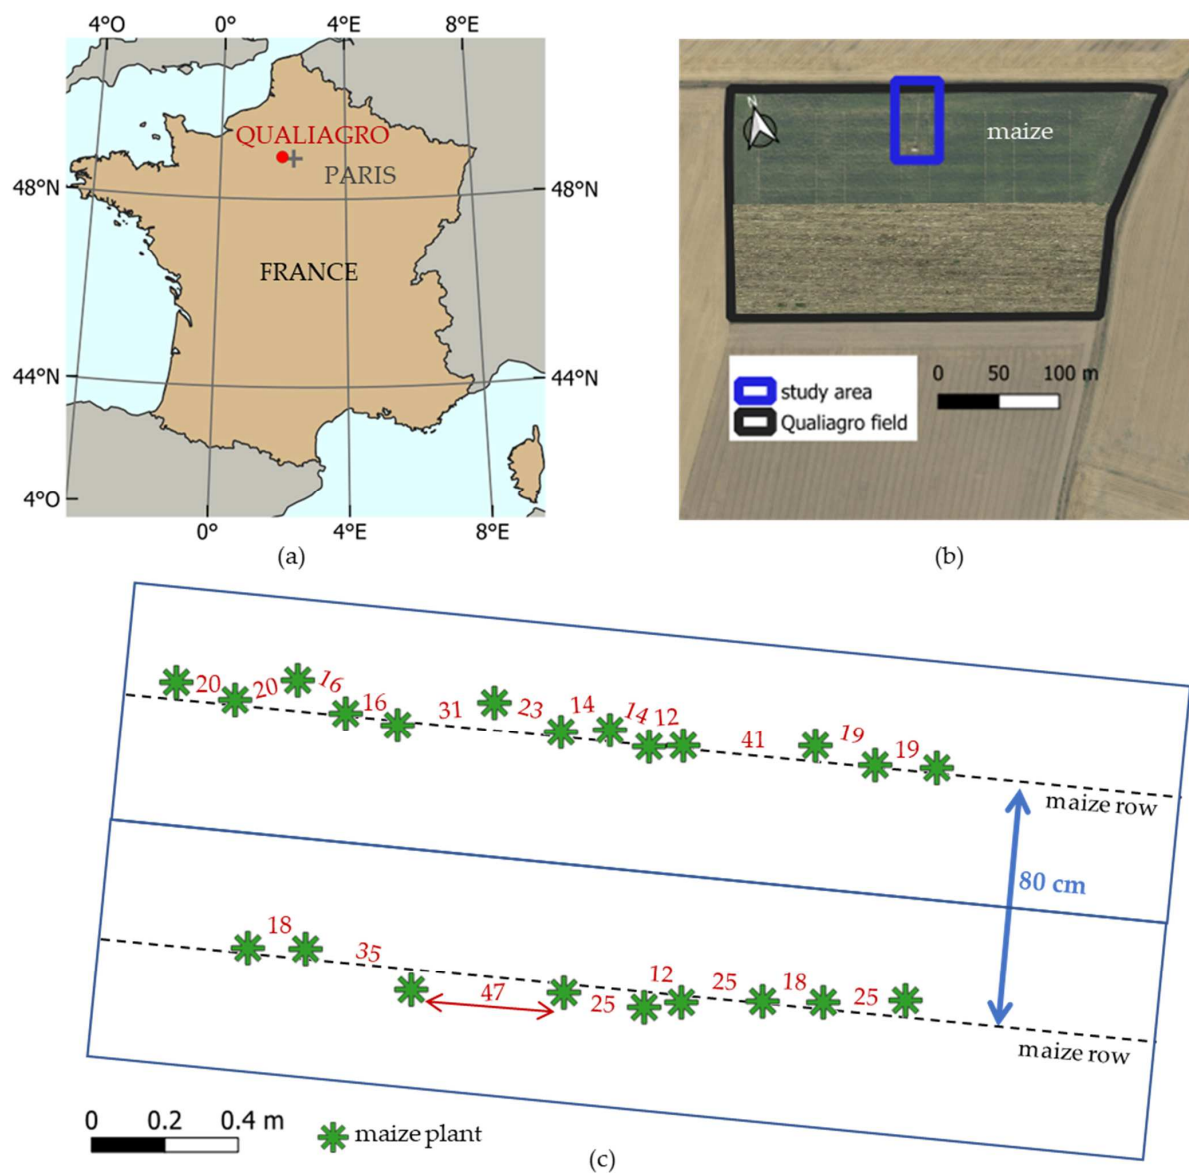 4°O 0° 4°E 8°E
QUALIAGRO
PARIS
48°N 48°N
FRANCE
44°N 44°N
4°O
0° 4°E 8°E
(a)
N
maize
study area
Qualiagro field
0 50 100 m
(b)
20 20 16 16 31 23 14 14 12 41 19 19
maize row
80 cm
18 35 47 25 12 25 18 25
maize row
0 0.2 0.4 m
maize plant
(c)